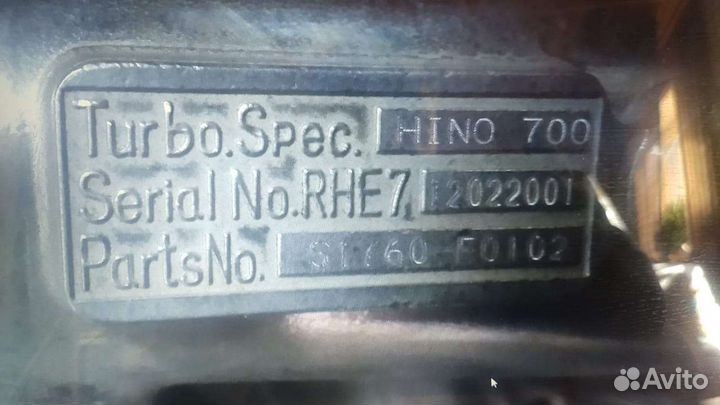 Turbo.Spec. HINO 700
Serial No.RHE7, 12022001
PartsNo. S1760-E0102
Avito